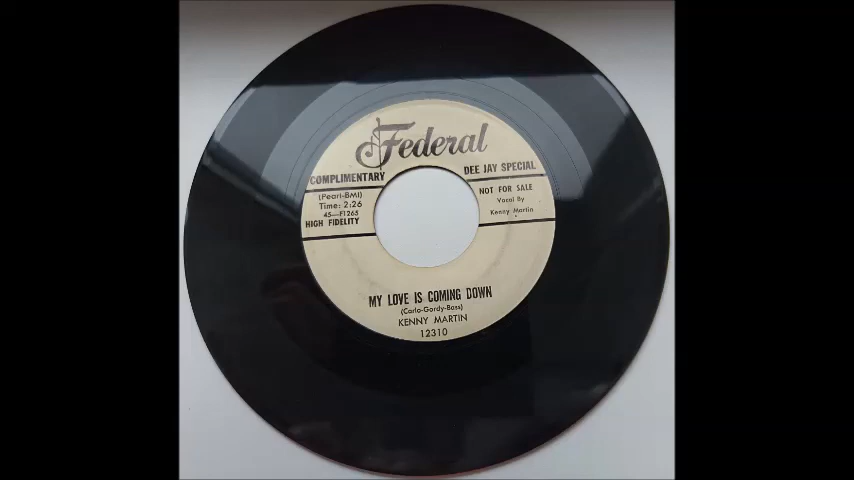 Federal
COMPLIMENTARY
DEE JAY SPECIAL
(Pearl-BMI)
Time: 2:26
45—F1265
HIGH FIDELITY
NOT FOR SALE
Vocal By
Kenny Martin
MY LOVE IS COMING DOWN
(Carlo-Gordy-Bass)
KENNY MARTIN
12310